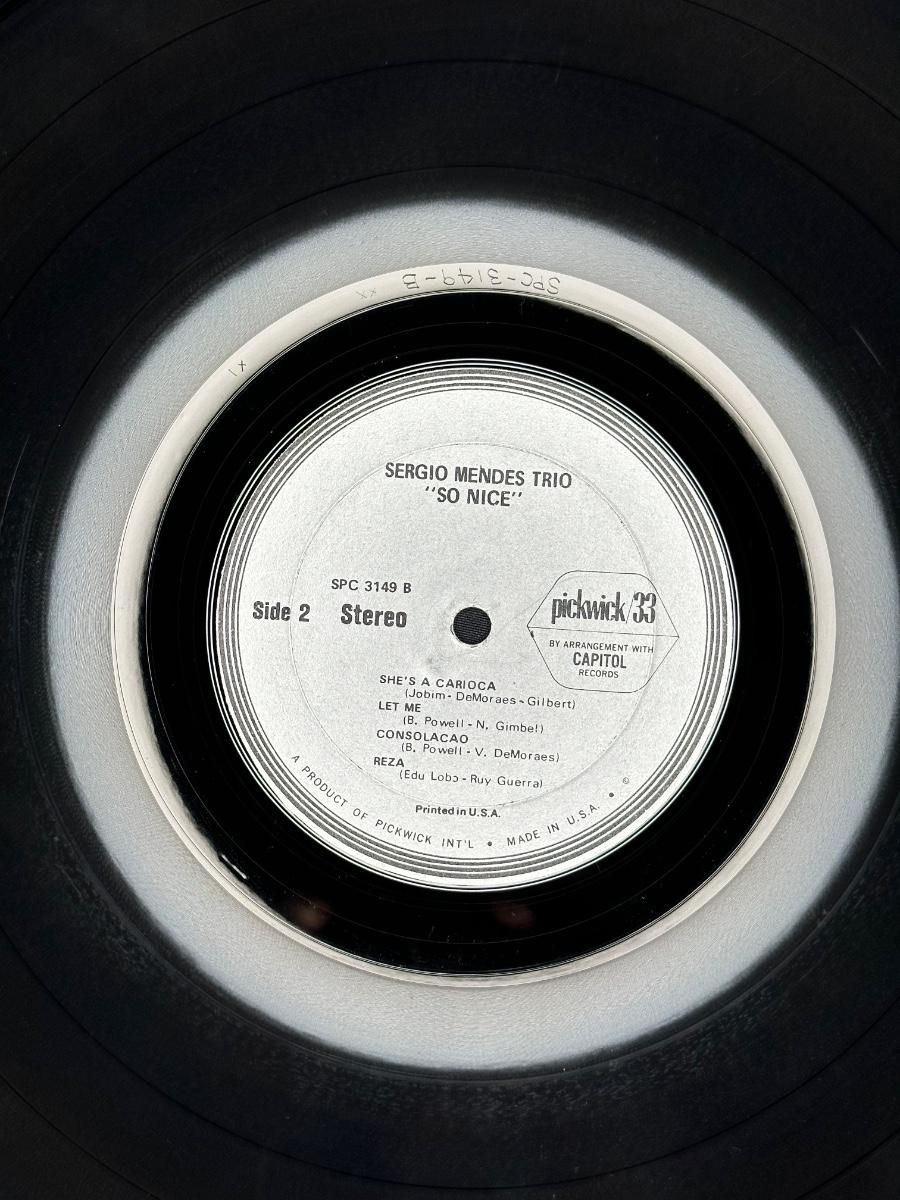 SPC-3149-B
XX
X1
SERGIO MENDES TRIO
"SO NICE"
SPC 3149 B
Side 2 Stereo
pickwick/33
BY ARRANGEMENT WITH
CAPITOL
RECORDS
SHE'S A CARIOCA
(Jobim - DeMoraes - Gilbert)
LET ME
(B. Powell - N. Gimbel)
CONSOLACAO
(B. Powell - V. DeMoraes)
REZA
(Edu Lobo - Ruy Guerra)
Printed in U.S.A.
A PRODUCT OF PICKWICK INT'L • MADE IN U.S.A. • ©